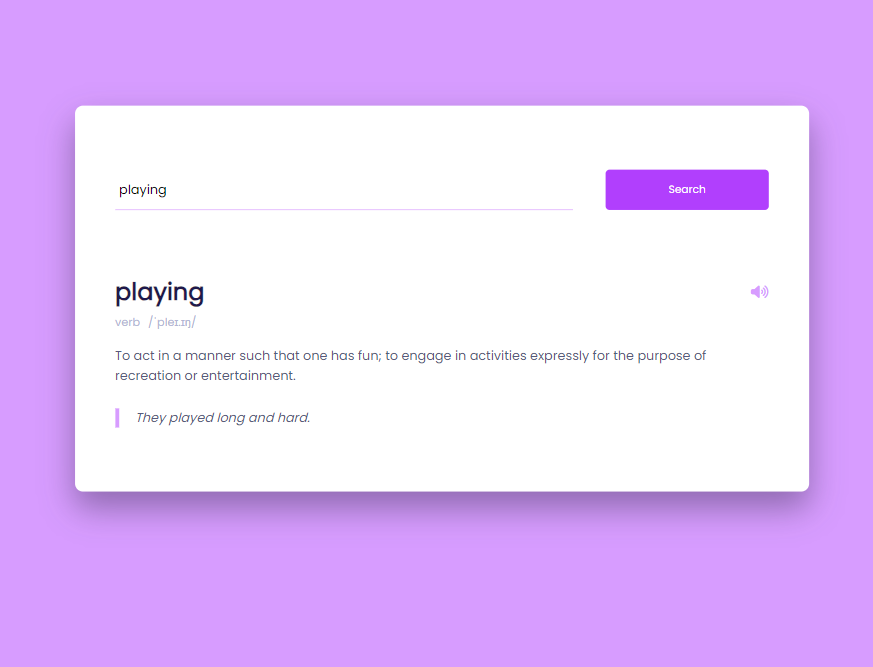 playing
Search
playing
verb /ˈpleɪ.ɪŋ/
To act in a manner such that one has fun; to engage in activities expressly for the purpose of
recreation or entertainment.
They played long and hard.